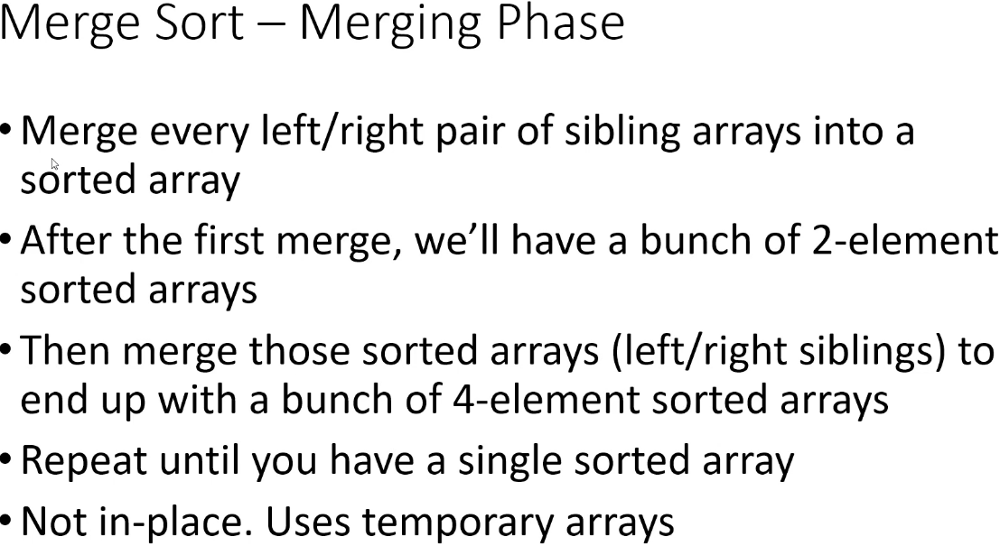 Merge Sort – Merging Phase
• Merge every left/right pair of sibling arrays into a
sorted array
• After the first merge, we’ll have a bunch of 2-element
sorted arrays
• Then merge those sorted arrays (left/right siblings) to
end up with a bunch of 4-element sorted arrays
• Repeat until you have a single sorted array
• Not in-place. Uses temporary arrays